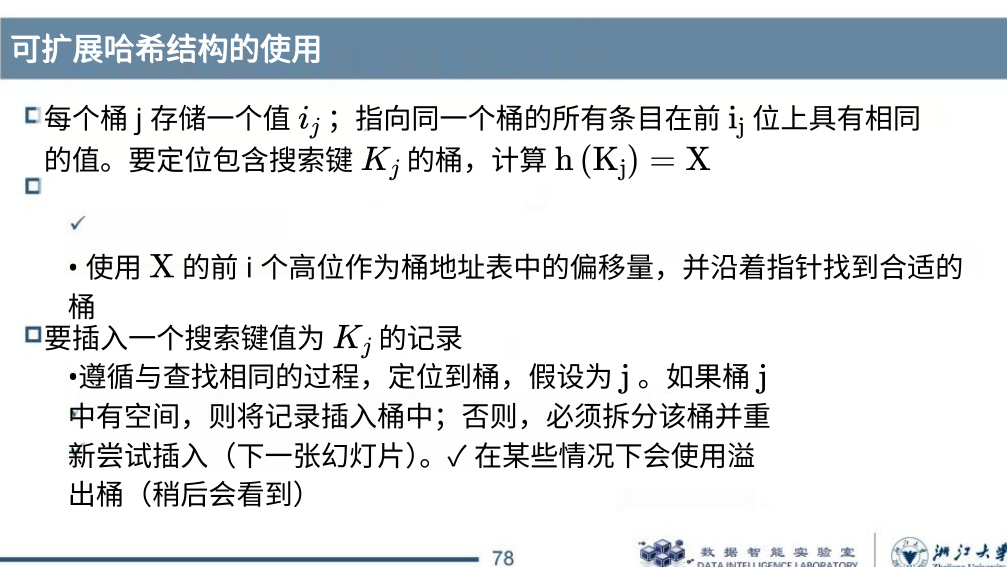 可扩展哈希结构的使用
每个桶 j 存储一个值 i_j；指向同一个桶的所有条目在前 i_j 位上具有相同
的值。要定位包含搜索键 K_j 的桶，计算 h (K_j) = X
✓
• 使用 X 的前 i 个高位作为桶地址表中的偏移量，并沿着指针找到合适的
桶
要插入一个搜索键值为 K_j 的记录
•遵循与查找相同的过程，定位到桶，假设为 j 。如果桶 j
中有空间，则将记录插入桶中；否则，必须拆分该桶并重
新尝试插入（下一张幻灯片）。✓ 在某些情况下会使用溢
出桶（稍后会看到）
78
数据智能实验室
DATA INTELLIGENCE LABORATORY
浙江大学
Zhejiang University